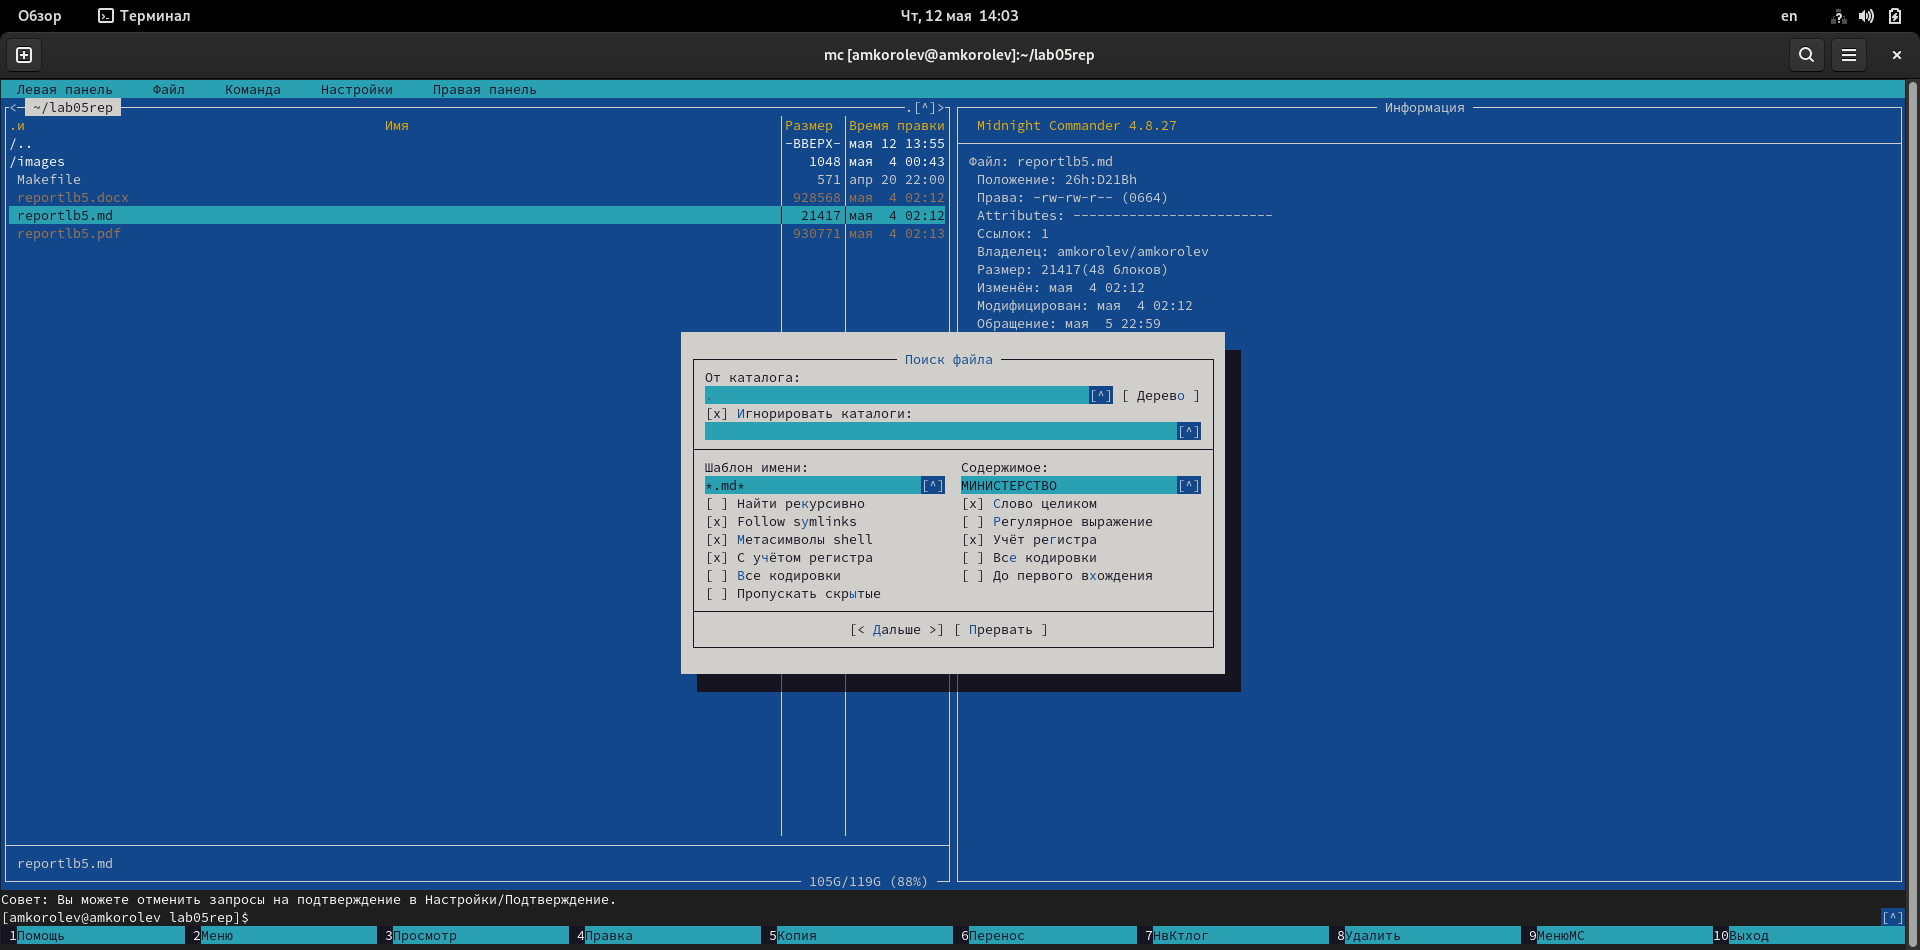 Обзор Терминал Чт, 12 мая 14:03 en
mc [amkorolev@amkorolev]:~/lab05rep
Левая панель Файл Команда Настройки Правая панель
<─ ~/lab05rep .[^]>
.и Имя Размер Время правки
/.. -ВВЕРХ- мая 12 13:55
/images 1048 мая 4 00:43
Makefile 571 апр 20 22:00
reportlb5.docx 928568 мая 4 02:12
reportlb5.md 21417 мая 4 02:12
reportlb5.pdf 930771 мая 4 02:13
reportlb5.md
105G/119G (88%)
Информация
Midnight Commander 4.8.27
Файл: reportlb5.md
Положение: 26h:D21Bh
Права: -rw-rw-r-- (0664)
Attributes: -------------------------
Ссылок: 1
Владелец: amkorolev/amkorolev
Размер: 21417(48 блоков)
Изменён: мая 4 02:12
Модифицирован: мая 4 02:12
Обращение: мая 5 22:59
Поиск файла
От каталога:
. [^] [ Дерево ]
[x] Игнорировать каталоги:
[^]
Шаблон имени: Содержимое:
*.md* [^] МИНИСТЕРСТВО [^]
[ ] Найти рекурсивно [x] Слово целиком
[x] Follow symlinks [ ] Регулярное выражение
[x] Метасимволы shell [x] Учёт регистра
[x] С учётом регистра [ ] Все кодировки
[ ] Все кодировки [ ] До первого вхождения
[ ] Пропускать скрытые
[< Дальше >] [ Прервать ]
Совет: Вы можете отменить запросы на подтверждение в Настройки/Подтверждение.
[amkorolev@amkorolev lab05rep]$ [^]
1Помощь 2Меню 3Просмотр 4Правка 5Копия 6Перенос 7НвКтлог 8Удалить 9МенюMC 10Выход